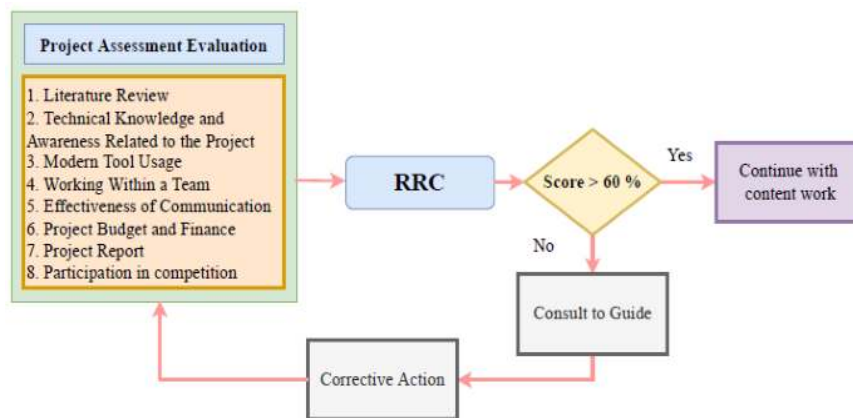 Project Assessment Evaluation
1. Literature Review
2. Technical Knowledge and
Awareness Related to the Project
3. Modern Tool Usage
4. Working Within a Team
5. Effectiveness of Communication
6. Project Budget and Finance
7. Project Report
8. Participation in competition
RRC
Score > 60 %
Yes
Continue with
content work
No
Consult to Guide
Corrective Action